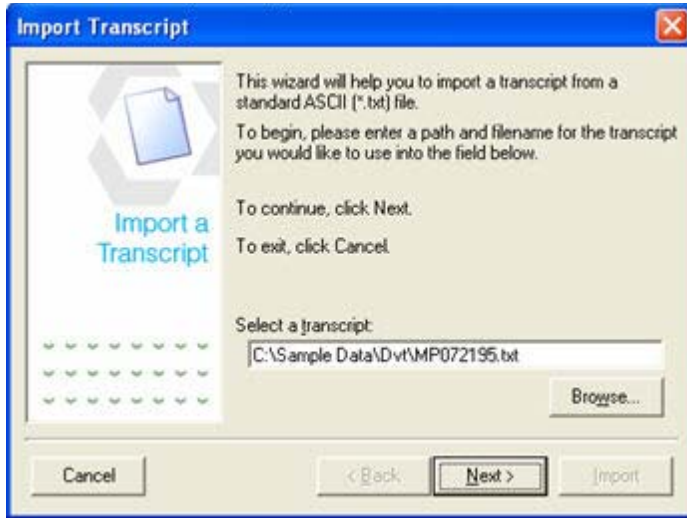 Import Transcript
This wizard will help you to import a transcript from a
standard ASCII (*.txt) file.
To begin, please enter a path and filename for the transcript
you would like to use into the field below.
Import a
Transcript
To continue, click Next.
To exit, click Cancel.
Select a transcript:
C:\Sample Data\Dvt\MP072195.txt
Browse...
Cancel
< Back
Next >
Import